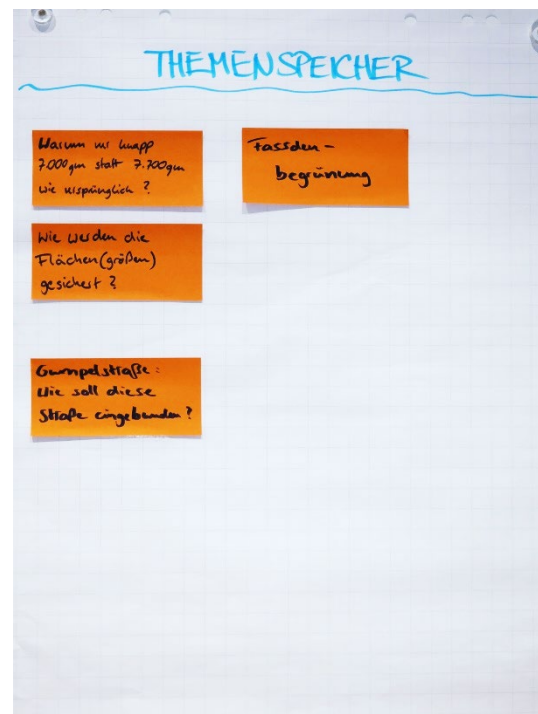 THEMENSPEICHER
Warum nur knapp
7.000qm statt 7.700qm
wie ursprünglich ?
Wie werden die
Flächen(größen)
gesichert ?
Gumpelstraße :
Wie soll diese
Straße eingebunden ?
Fassden-
begrünung